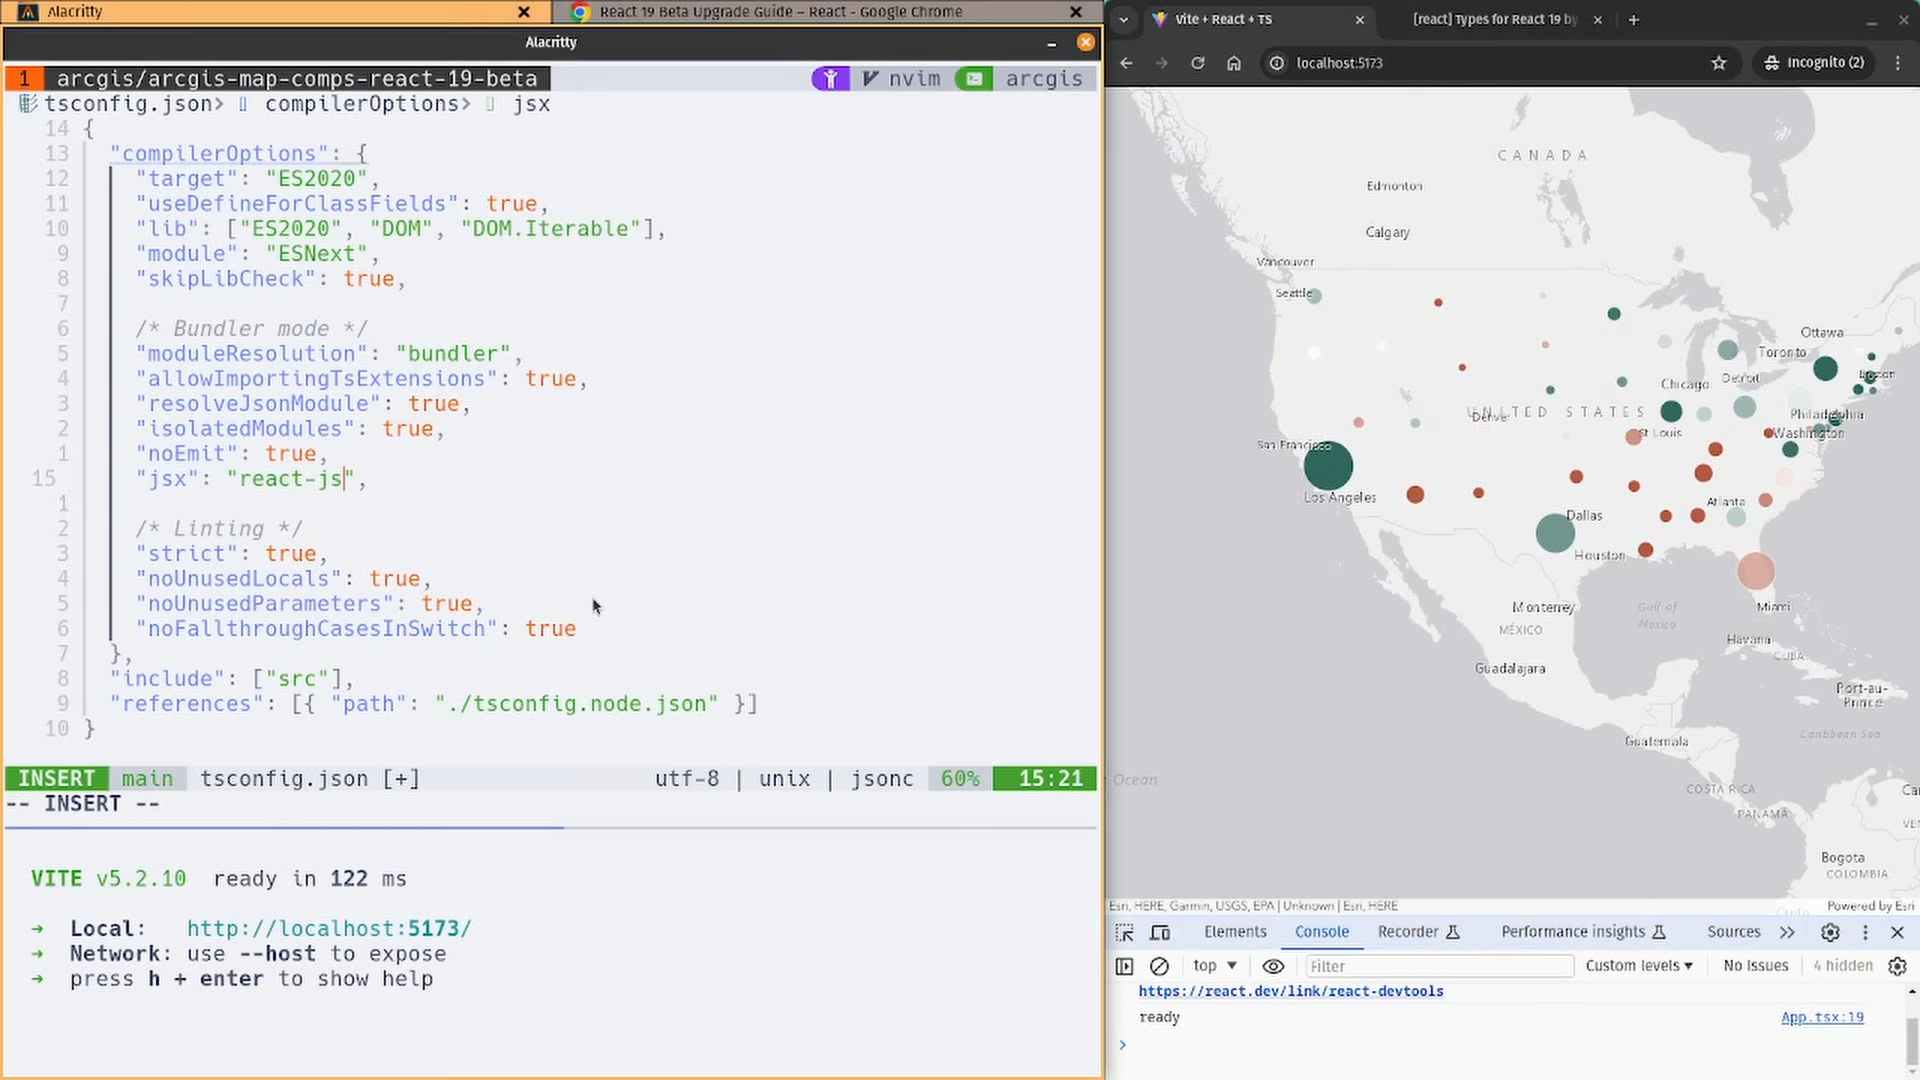 Alacritty
React 19 Beta Upgrade Guide – React - Google Chrome
Alacritty
1 arcgis/arcgis-map-comps-react-19-beta
nvim
arcgis
tsconfig.json> compilerOptions> jsx
14 {
13 "compilerOptions": {
12 "target": "ES2020",
11 "useDefineForClassFields": true,
10 "lib": ["ES2020", "DOM", "DOM.Iterable"],
9 "module": "ESNext",
8 "skipLibCheck": true,
7
6 /* Bundler mode */
5 "moduleResolution": "bundler",
4 "allowImportingTsExtensions": true,
3 "resolveJsonModule": true,
2 "isolatedModules": true,
1 "noEmit": true,
15 "jsx": "react-js",
1
2 /* Linting */
3 "strict": true,
4 "noUnusedLocals": true,
5 "noUnusedParameters": true,
6 "noFallthroughCasesInSwitch": true
7 },
8 "include": ["src"],
9 "references": [{ "path": "./tsconfig.node.json" }]
10 }
INSERT main tsconfig.json [+] utf-8 | unix | jsonc 60% 15:21
-- INSERT --
VITE v5.2.10 ready in 122 ms
➜ Local: http://localhost:5173/
➜ Network: use --host to expose
➜ press h + enter to show help
Vite + React + TS
[react] Types for React 19 by
localhost:5173
Incognito (2)
CANADA
Edmonton
Calgary
Vancouver
Seattle
Ottawa
Toronto
Boston
Detroit
Chicago
UNITED STATES
Denver
Philadelphia
St Louis
Washington
San Francisco
Los Angeles
Atlanta
Dallas
Houston
Monterrey
Gulf of
Mexico
Miami
MÉXICO
Havana
CUBA
Guadalajara
Port-au-
Prince
Guatemala
Caribbean Sea
Ocean
COSTA RICA
PANAMÁ
Bogota
COLOMBIA
Esri, HERE, Garmin, USGS, EPA | Unknown | Esri, HERE
Powered by Esri
Elements
Console
Recorder
Performance insights
Sources
top
Filter
Custom levels
No Issues
4 hidden
https://react.dev/link/react-devtools
ready
App.tsx:19